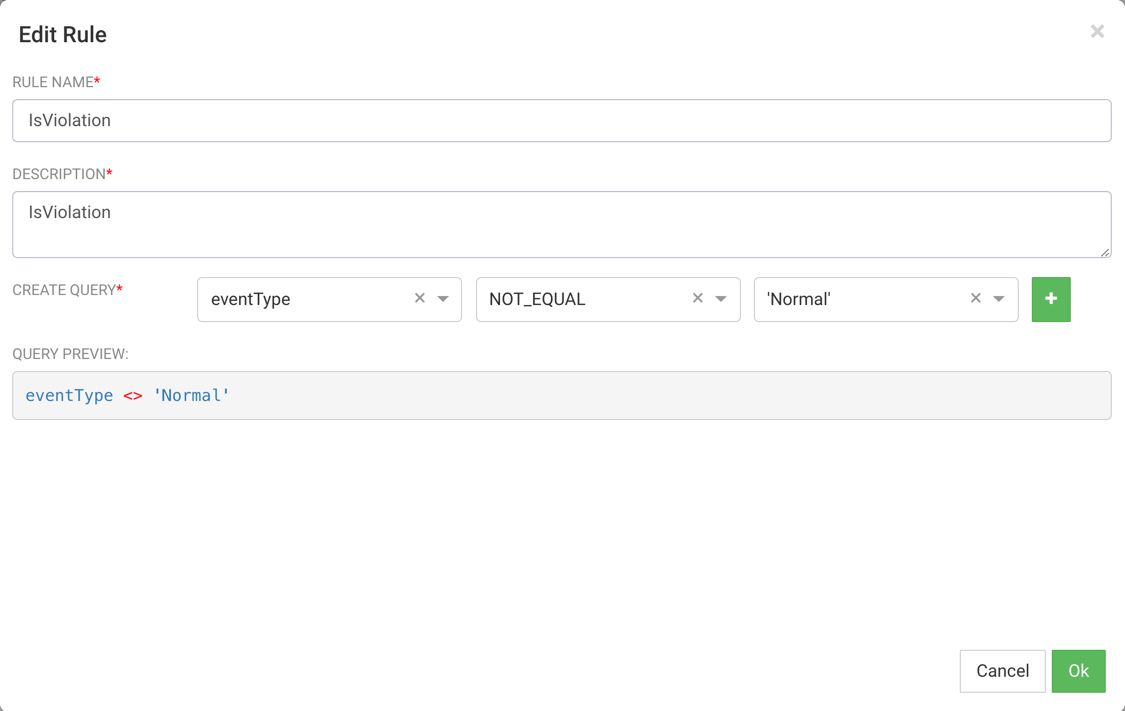 Edit Rule
×
RULE NAME*
IsViolation
DESCRIPTION*
IsViolation
CREATE QUERY* eventType × NOT_EQUAL × 'Normal' × +
QUERY PREVIEW:
eventType <> 'Normal'
Cancel Ok